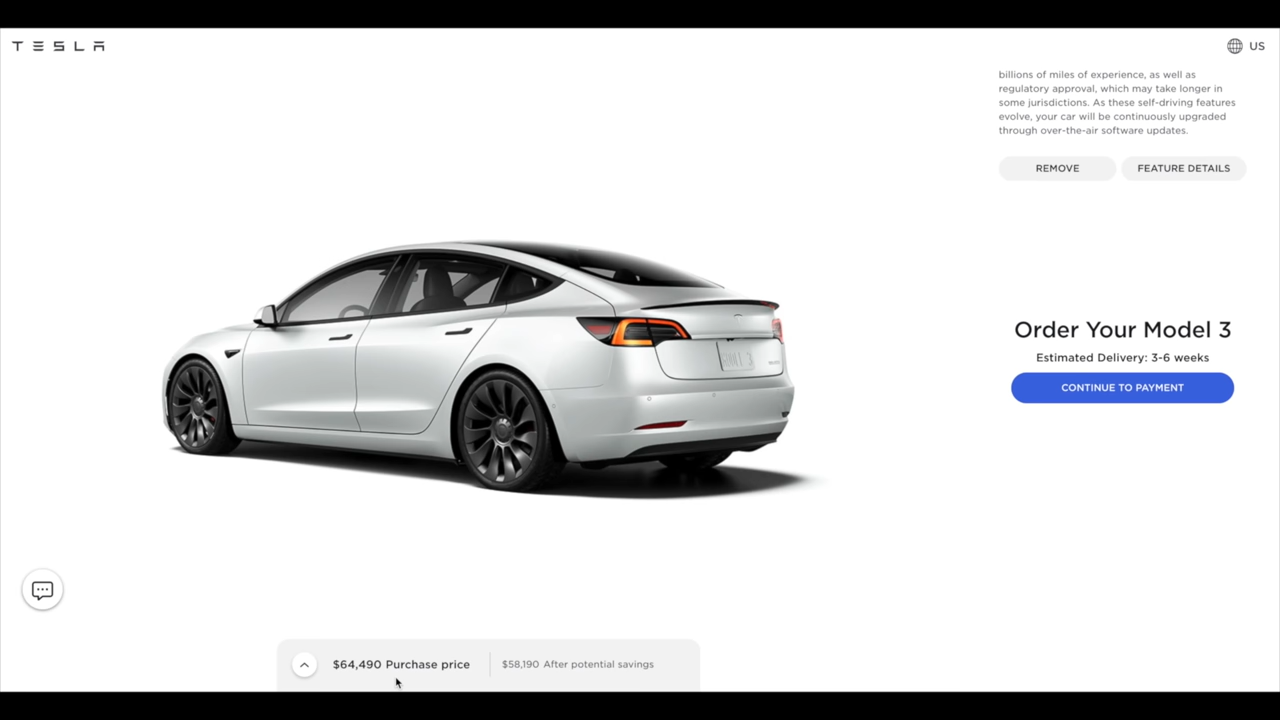 TESLA
US
billions of miles of experience, as well as
regulatory approval, which may take longer in
some jurisdictions. As these self-driving features
evolve, your car will be continuously upgraded
through over-the-air software updates.
REMOVE
FEATURE DETAILS
Order Your Model 3
Estimated Delivery: 3-6 weeks
CONTINUE TO PAYMENT
$64,490 Purchase price
$58,190 After potential savings